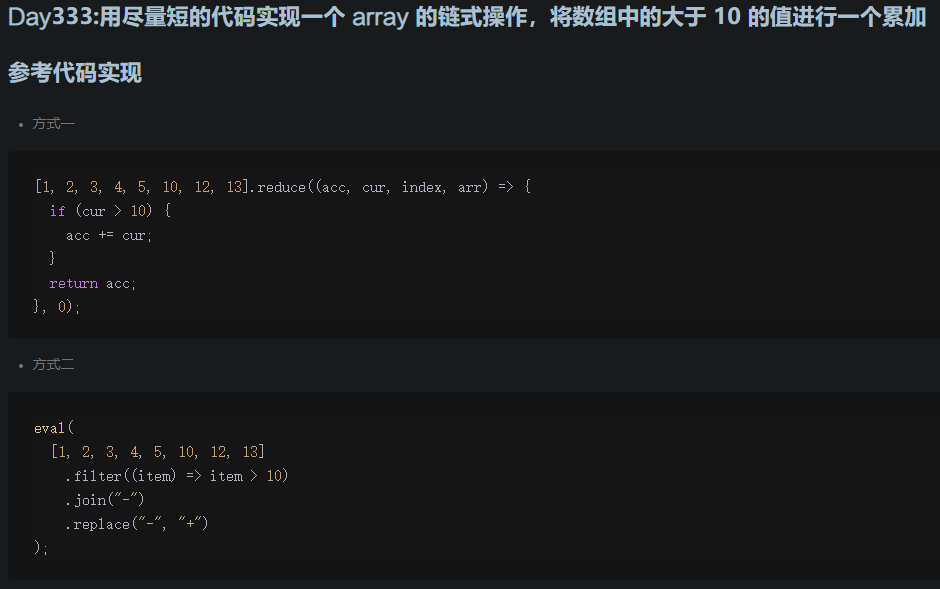 Day333:用尽量短的代码实现一个 array 的链式操作，将数组中的大于 10 的值进行一个累加
参考代码实现
• 方式一
[1, 2, 3, 4, 5, 10, 12, 13].reduce((acc, cur, index, arr) => {
  if (cur > 10) {
    acc += cur;
  }
  return acc;
}, 0);
• 方式二
eval(
  [1, 2, 3, 4, 5, 10, 12, 13]
    .filter((item) => item > 10)
    .join("-")
    .replace("-", "+")
);